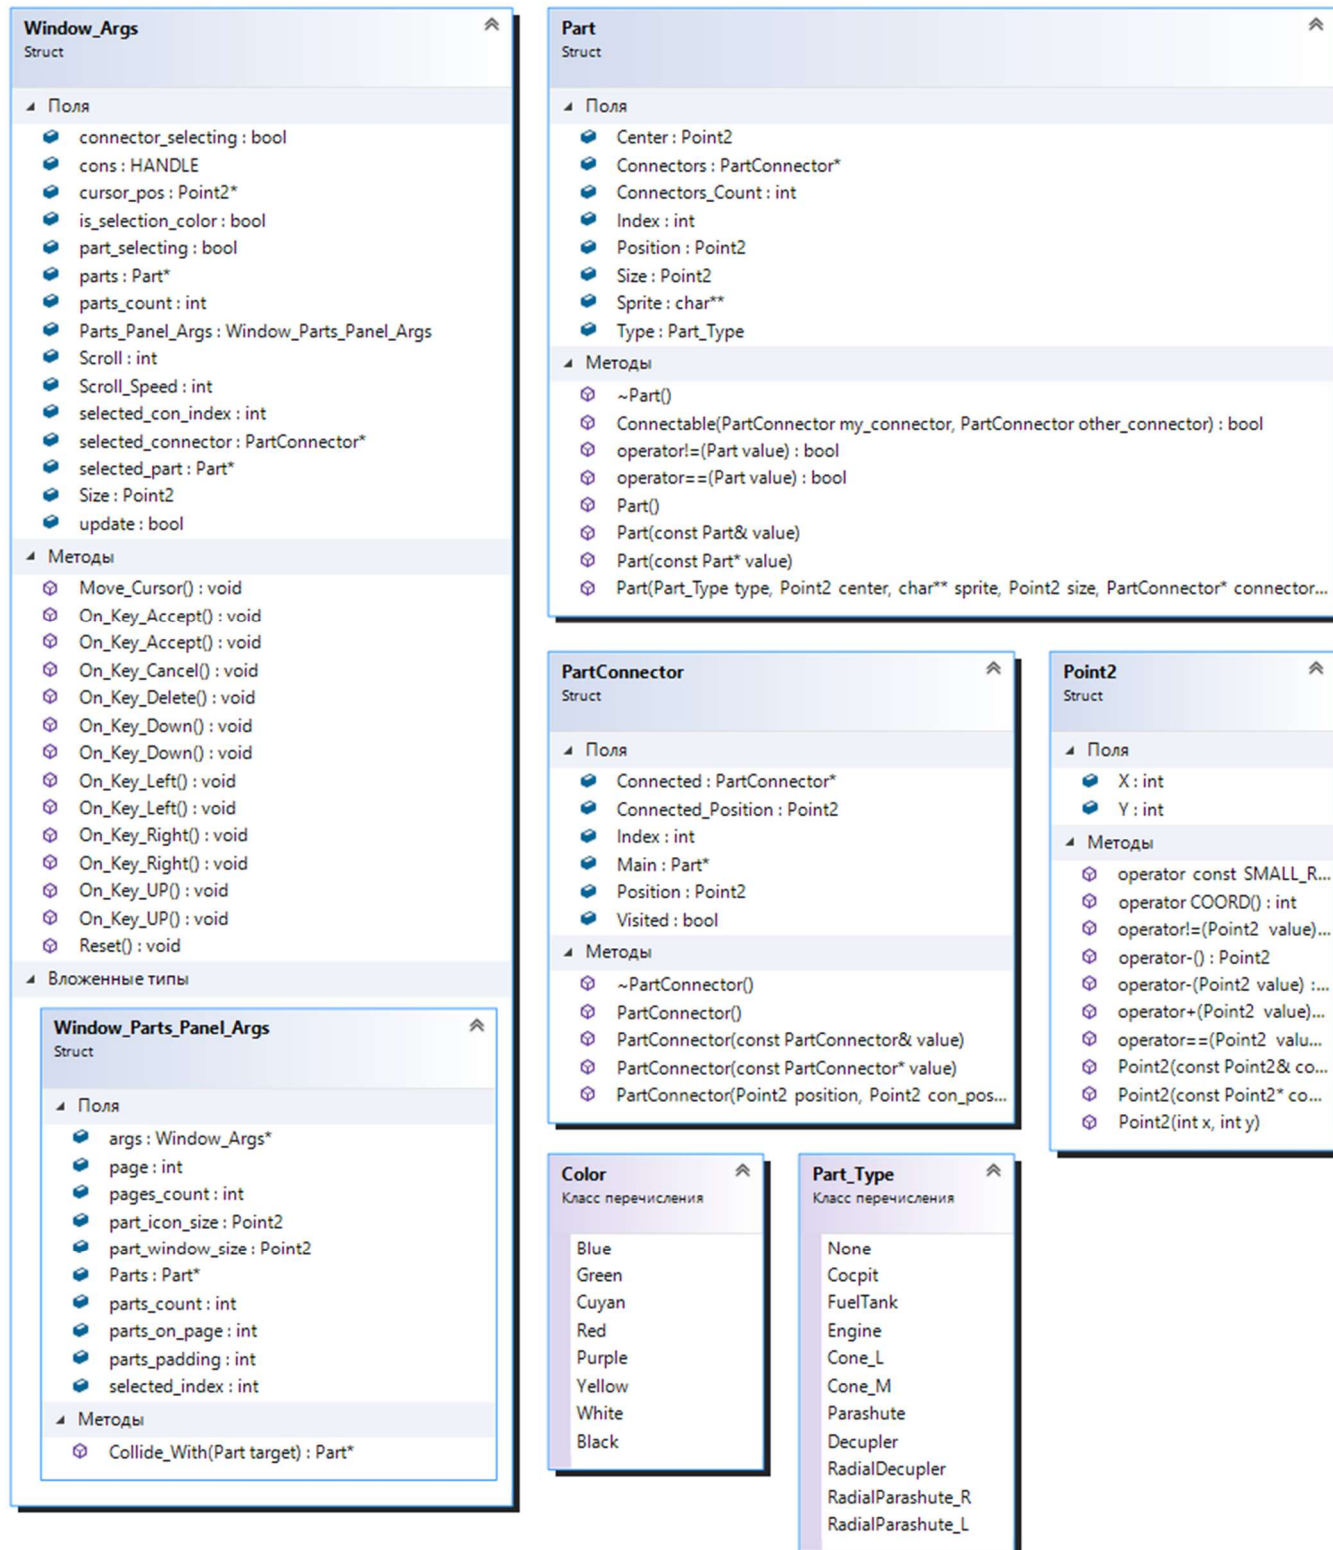 Window_Args
Struct
Поля
connector_selecting : bool
cons : HANDLE
cursor_pos : Point2*
is_selection_color : bool
part_selecting : bool
parts : Part*
parts_count : int
Parts_Panel_Args : Window_Parts_Panel_Args
Scroll : int
Scroll_Speed : int
selected_con_index : int
selected_connector : PartConnector*
selected_part : Part*
Size : Point2
update : bool
Методы
Move_Cursor() : void
On_Key_Accept() : void
On_Key_Accept() : void
On_Key_Cancel() : void
On_Key_Delete() : void
On_Key_Down() : void
On_Key_Down() : void
On_Key_Left() : void
On_Key_Left() : void
On_Key_Right() : void
On_Key_Right() : void
On_Key_UP() : void
On_Key_UP() : void
Reset() : void
Вложенные типы
Window_Parts_Panel_Args
Struct
Поля
args : Window_Args*
page : int
pages_count : int
part_icon_size : Point2
part_window_size : Point2
Parts : Part*
parts_count : int
parts_on_page : int
parts_padding : int
selected_index : int
Методы
Collide_With(Part target) : Part*
Part
Struct
Поля
Center : Point2
Connectors : PartConnector*
Connectors_Count : int
Index : int
Position : Point2
Size : Point2
Sprite : char**
Type : Part_Type
Методы
~Part()
Connectable(PartConnector my_connector, PartConnector other_connector) : bool
operator!=(Part value) : bool
operator==(Part value) : bool
Part()
Part(const Part& value)
Part(const Part* value)
Part(Part_Type type, Point2 center, char** sprite, Point2 size, PartConnector* connector...
PartConnector
Struct
Поля
Connected : PartConnector*
Connected_Position : Point2
Index : int
Main : Part*
Position : Point2
Visited : bool
Методы
~PartConnector()
PartConnector()
PartConnector(const PartConnector& value)
PartConnector(const PartConnector* value)
PartConnector(Point2 position, Point2 con_pos...
Point2
Struct
Поля
X : int
Y : int
Методы
operator const SMALL_R...
operator COORD() : int
operator!=(Point2 value)...
operator-() : Point2
operator-(Point2 value) :...
operator+(Point2 value)...
operator==(Point2 valu...
Point2(const Point2& co...
Point2(const Point2* co...
Point2(int x, int y)
Color
Класс перечисления
Blue
Green
Cuyan
Red
Purple
Yellow
White
Black
Part_Type
Класс перечисления
None
Cocpit
FuelTank
Engine
Cone_L
Cone_M
Parashute
Decupler
RadialDecupler
RadialParashute_R
RadialParashute_L